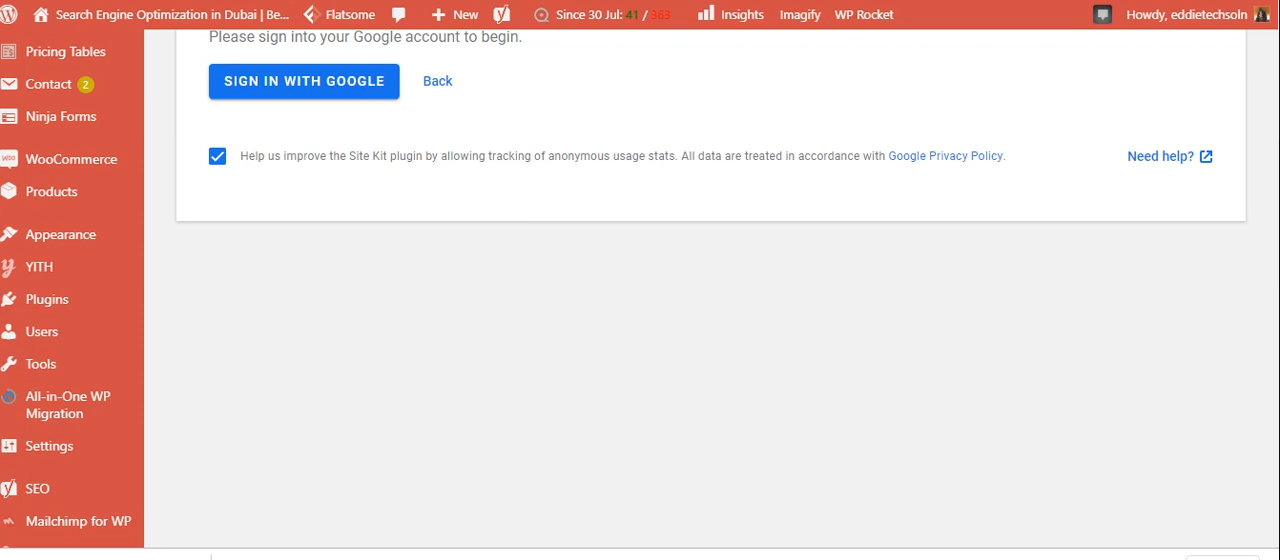 Search Engine Optimization in Dubai | Be... Flatsome New Since 30 Jul: 41 / 363 Insights Imagify WP Rocket Howdy, eddietechsoln
Pricing Tables
Contact 2
Ninja Forms
WooCommerce
Products
Appearance
YITH
Plugins
Users
Tools
All-in-One WP
Migration
Settings
SEO
Mailchimp for WP
Please sign into your Google account to begin.
SIGN IN WITH GOOGLE Back
Help us improve the Site Kit plugin by allowing tracking of anonymous usage stats. All data are treated in accordance with Google Privacy Policy. Need help?